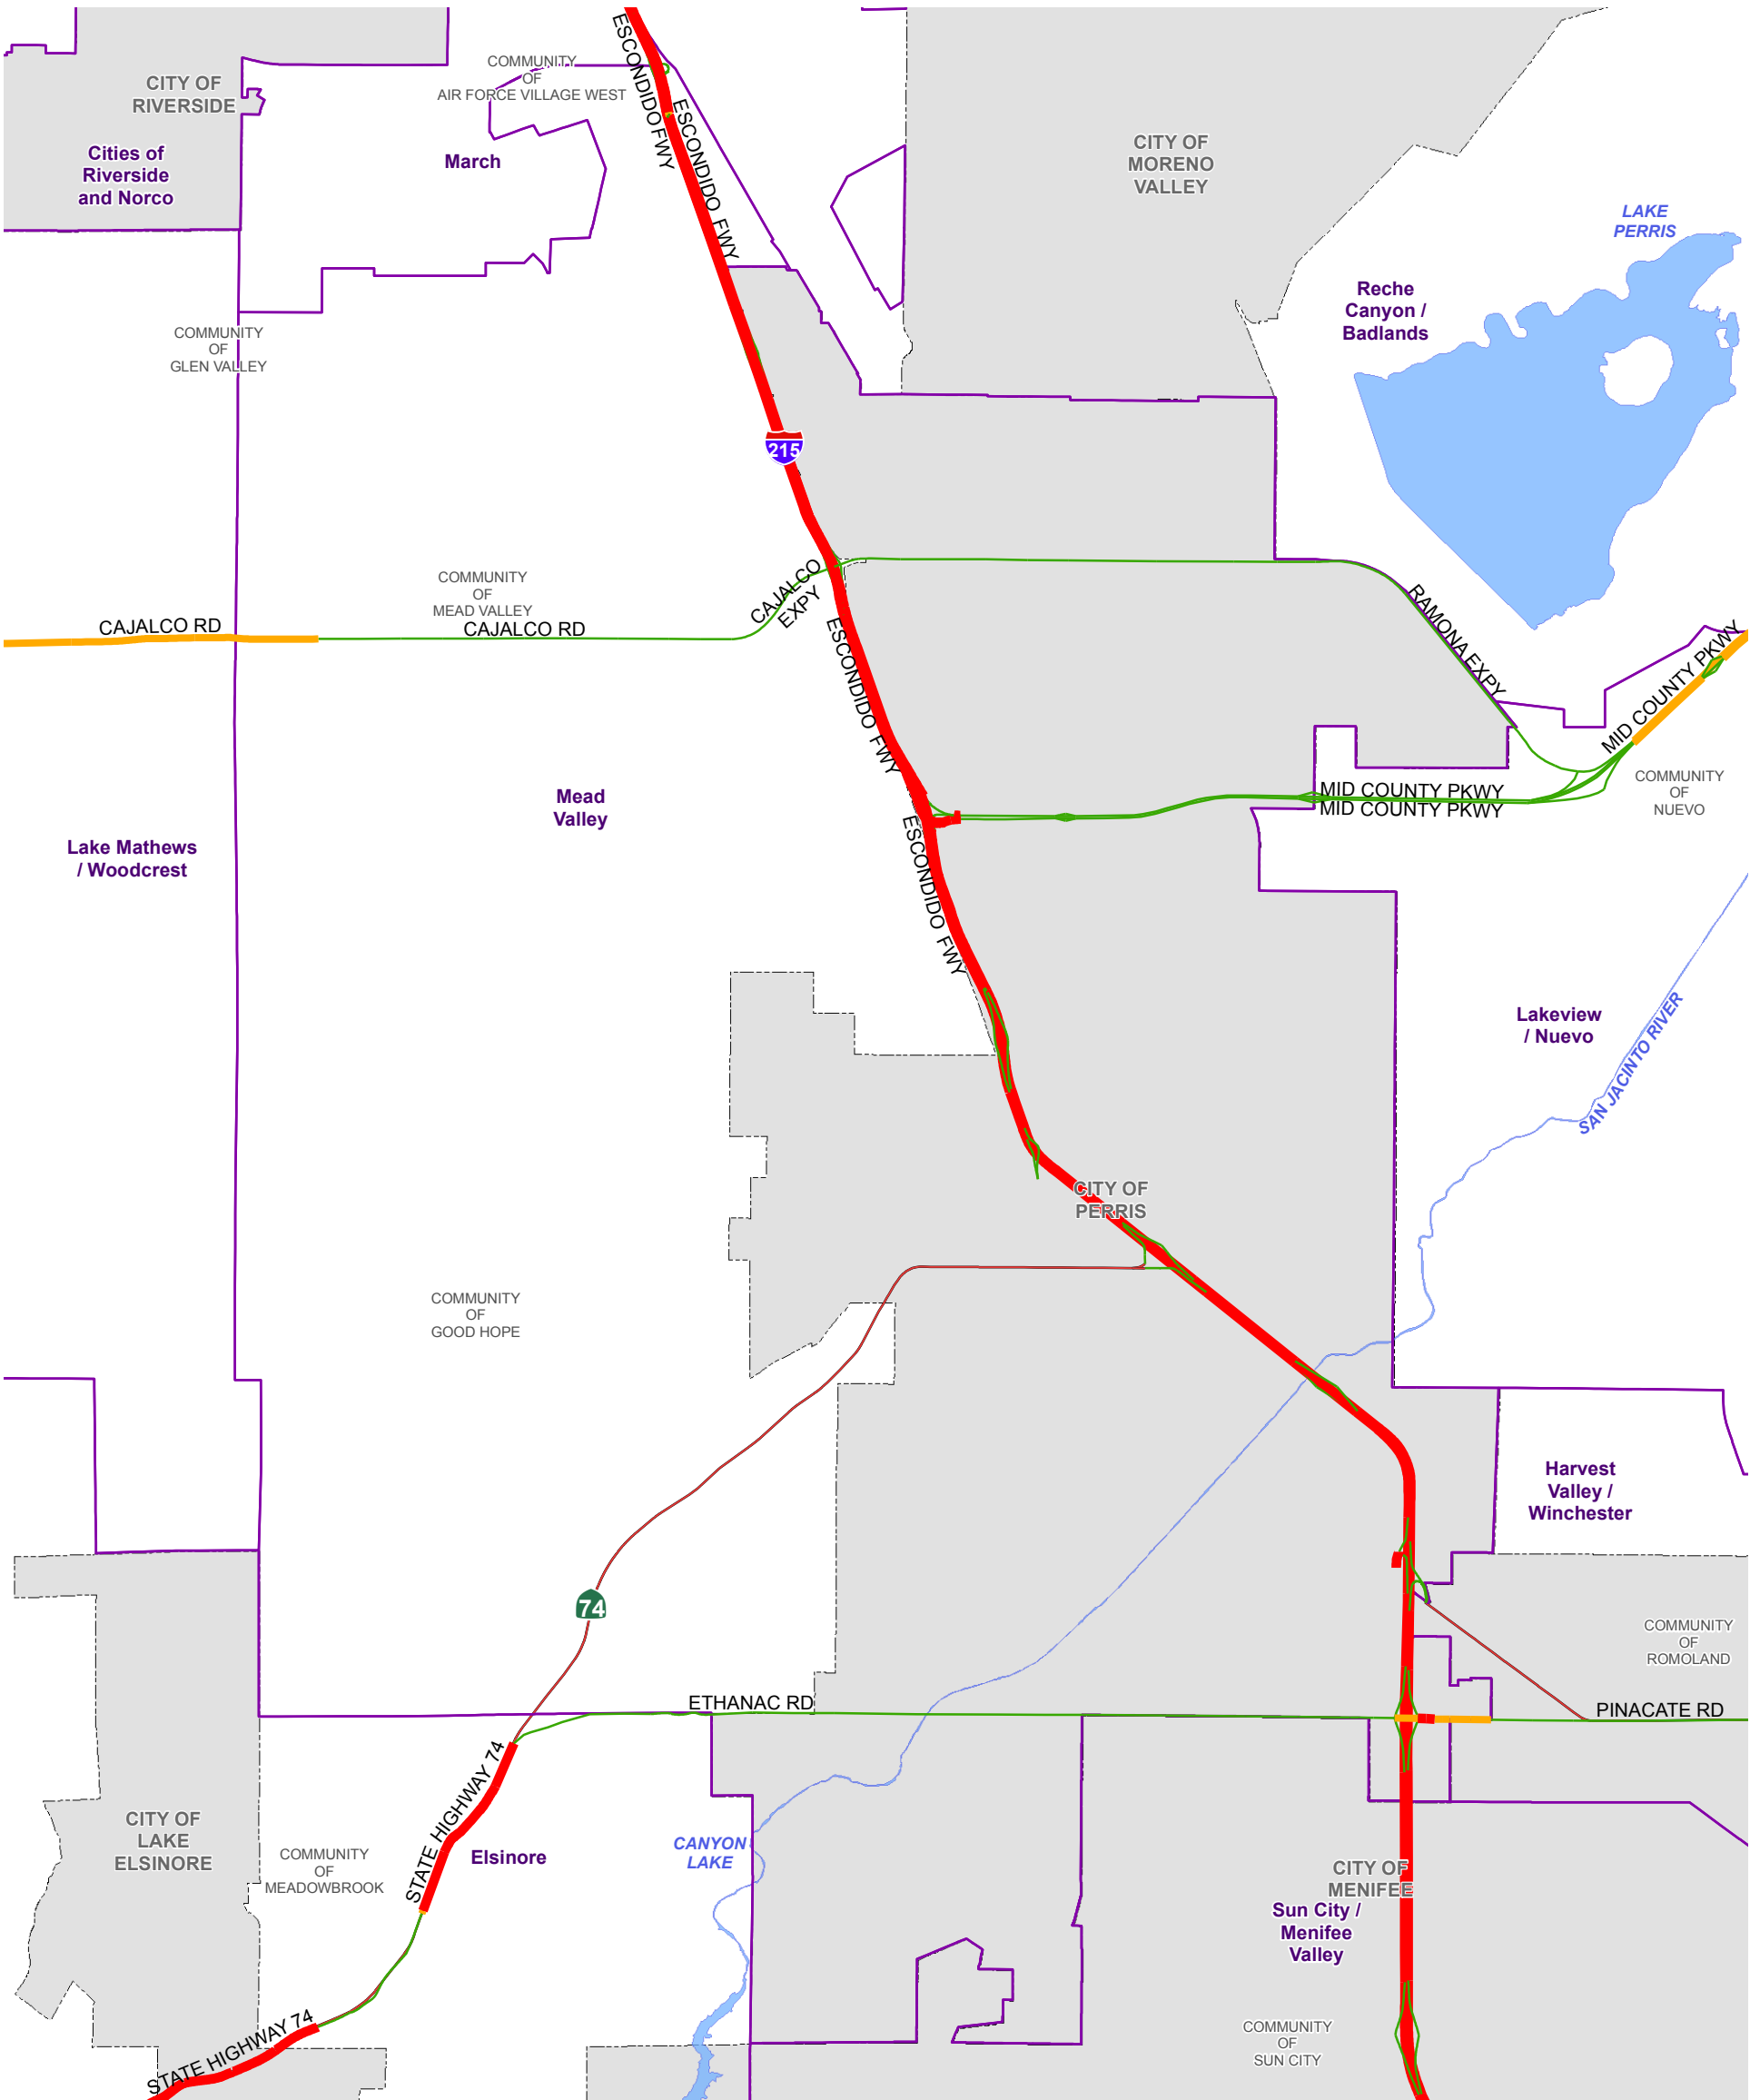 CITY OF
RIVERSIDE
Cities of
Riverside
and Norco
COMMUNITY
OF
AIR FORCE VILLAGE WEST
March
ESCONDIDO FWY
ESCONDIDO FWY
CITY OF
MORENO
VALLEY
LAKE
PERRIS
Reche
Canyon /
Badlands
COMMUNITY
OF
GLEN VALLEY
215
COMMUNITY
OF
MEAD VALLEY
CAJALCO RD
CAJALCO RD
CAJALCO
EXPY
ESCONDIDO FWY
RAMONA EXPY
MID COUNTY PKWY
MID COUNTY PKWY
MID COUNTY PKWY
COMMUNITY
OF
NUEVO
Mead
Valley
Lake Mathews
/ Woodcrest
ESCONDIDO FWY
Lakeview
/ Nuevo
SAN JACINTO RIVER
CITY OF
PERRIS
COMMUNITY
OF
GOOD HOPE
Harvest
Valley /
Winchester
74
COMMUNITY
OF
ROMOLAND
ETHANAC RD
PINACATE RD
STATE HIGHWAY 74
CITY OF
LAKE
ELSINORE
COMMUNITY
OF
MEADOWBROOK
Elsinore
CANYON
LAKE
CITY OF
MENIFEE
Sun City /
Menifee
Valley
COMMUNITY
OF
SUN CITY
STATE HIGHWAY 74